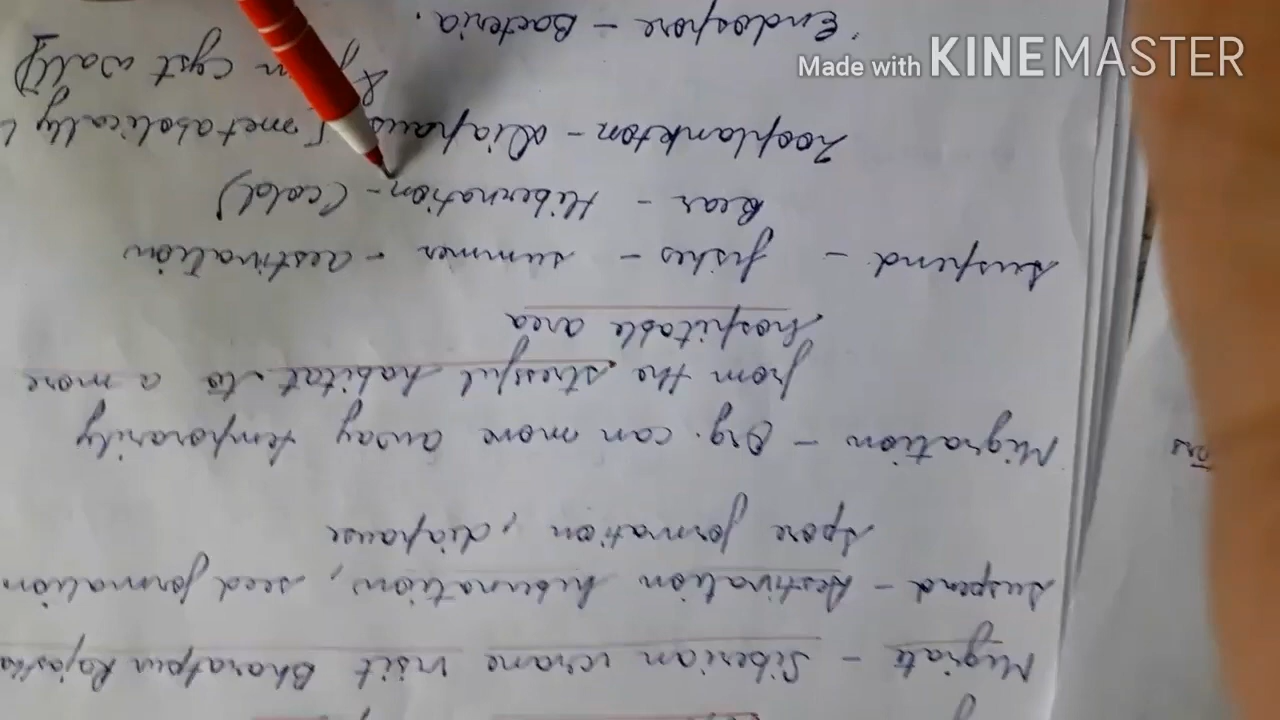 Made with KINEMASTER
Migrate - Siberian crane visit Bharatpur
Suspend - Aestivation hibernation, seed formation
spore formation, diapause
Migration - Org. can move away temporarily
from the stressful habitat to a more
hospitable area
Suspend - fishes - summer - aestivation
Bear - Hibernation - (cold)
Zooplankton - diapause [metabolically
& cyst wall)]
Endospore - Bacteria.